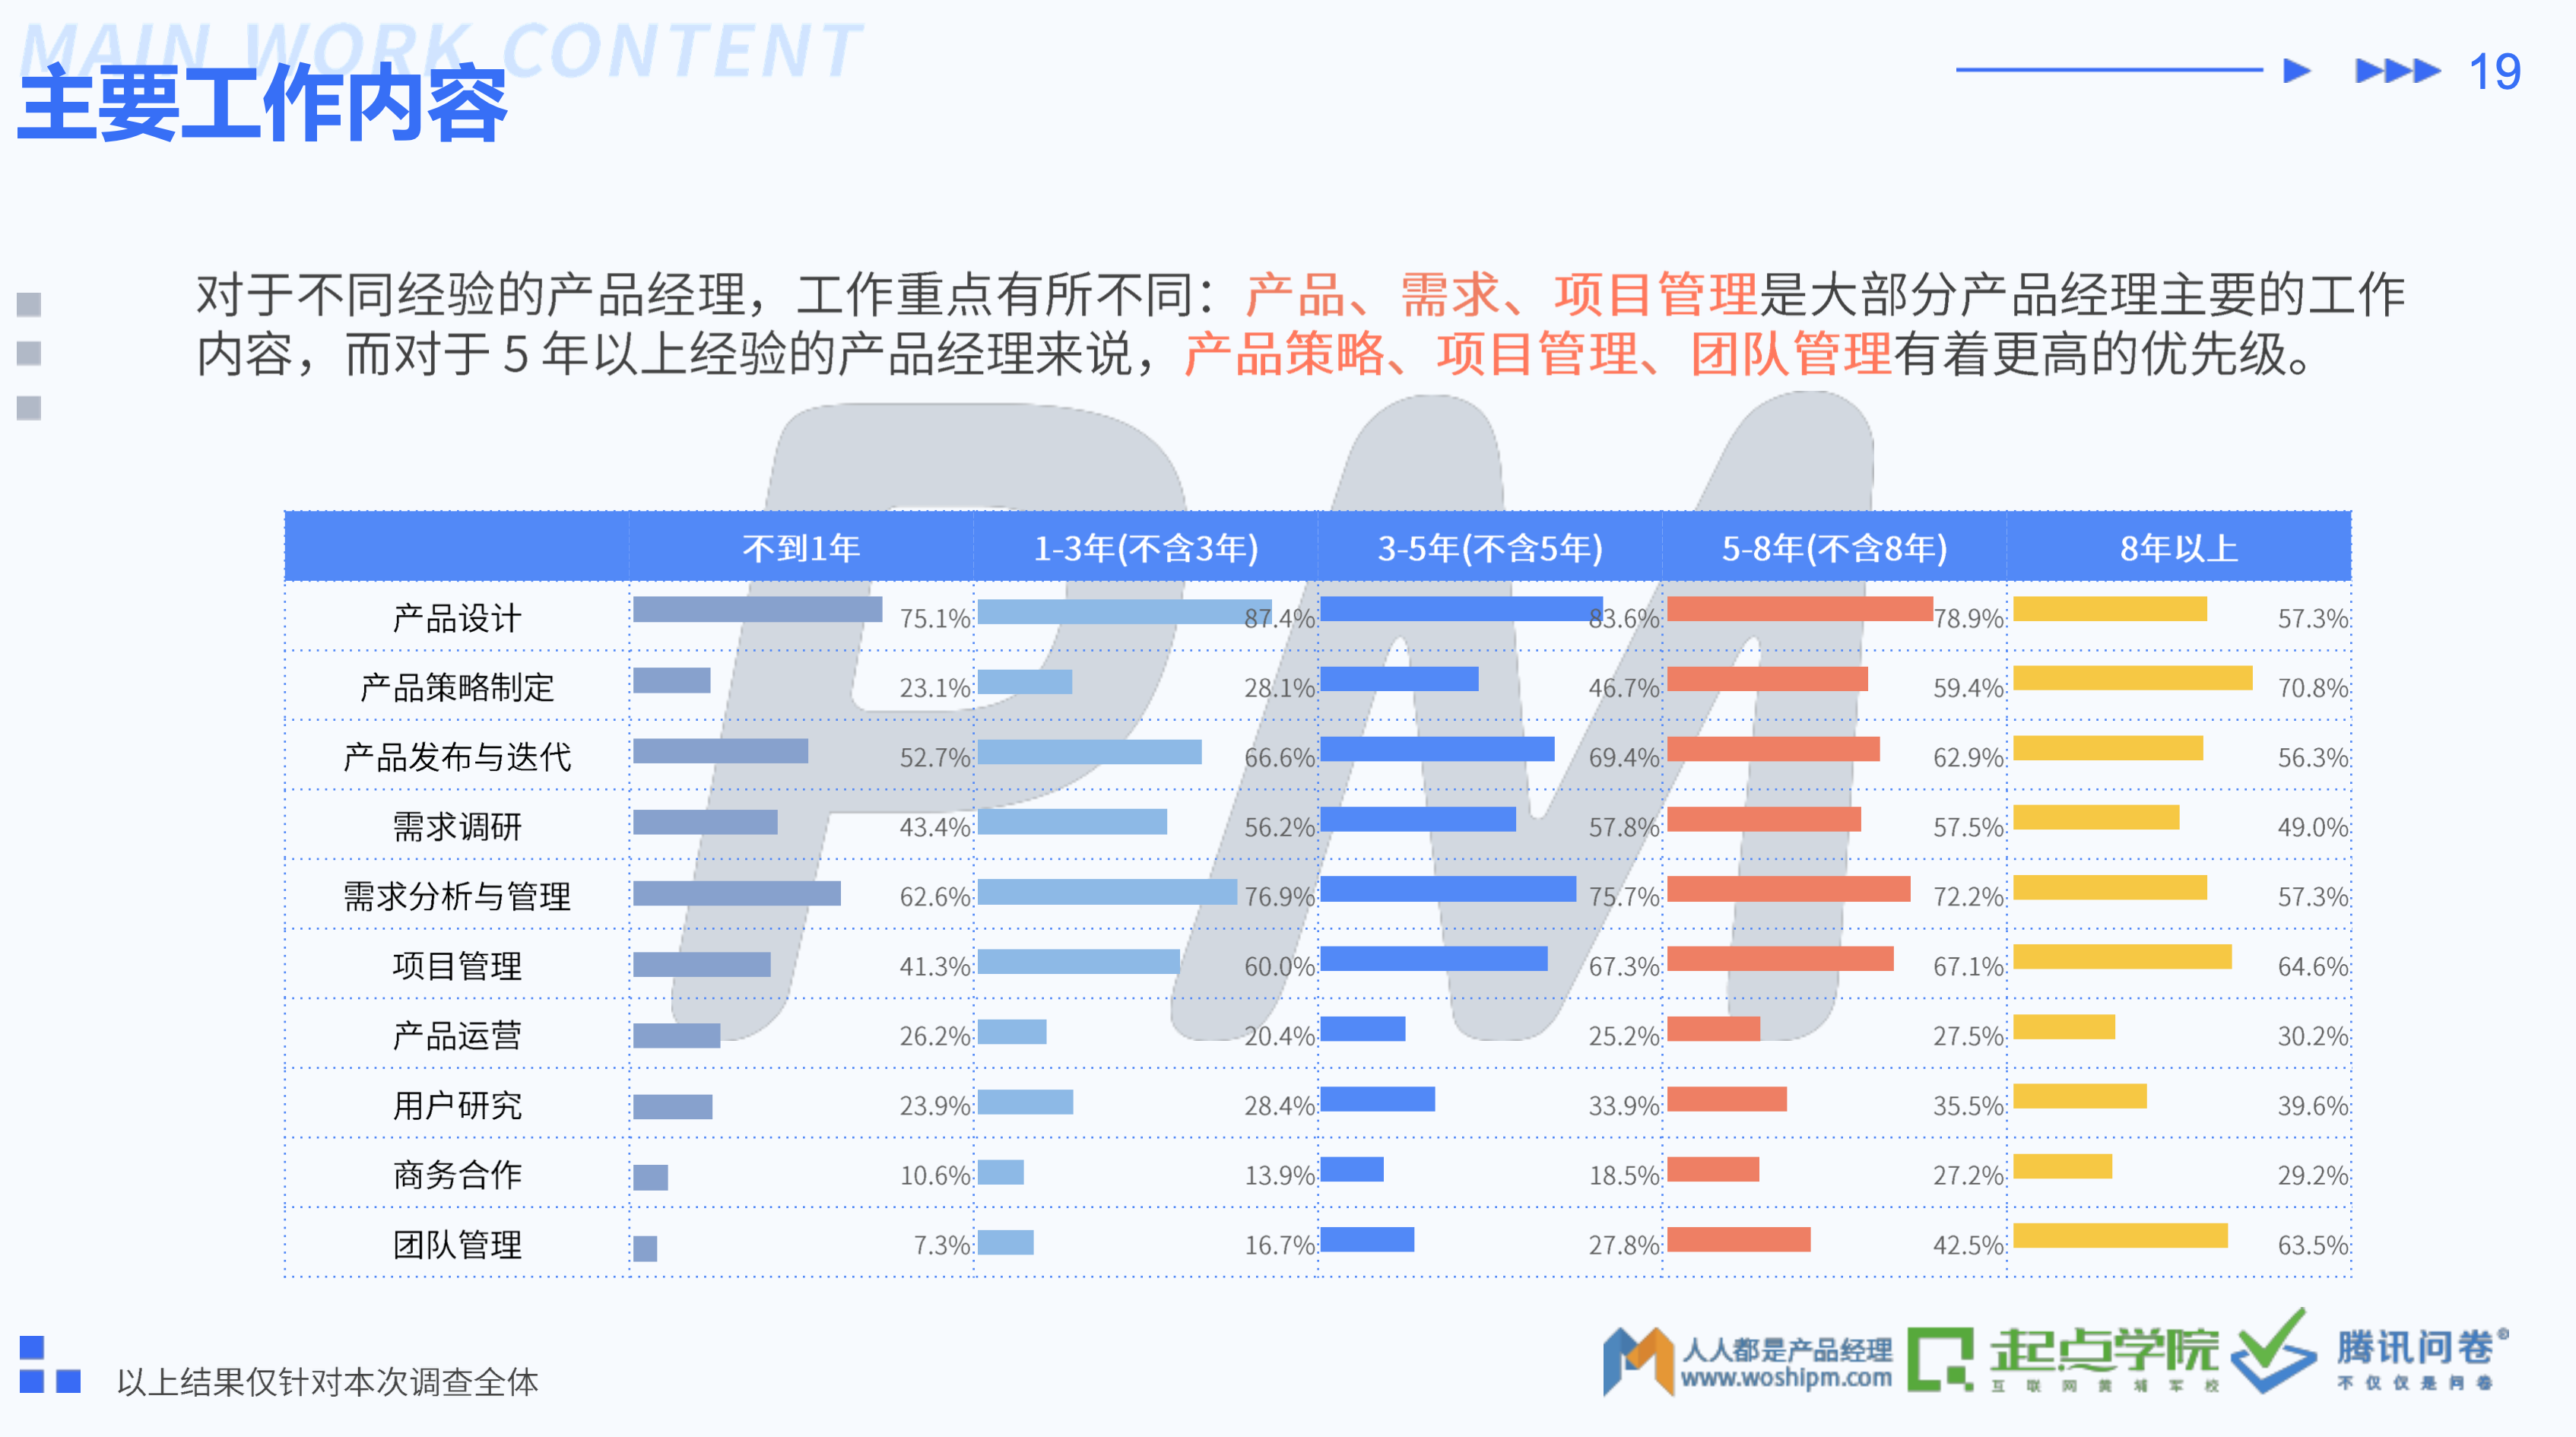 MAIN WORK CONTENT
主要工作内容
19
对于不同经验的产品经理，工作重点有所不同：产品、需求、项目管理是大部分产品经理主要的工作
内容，而对于 5 年以上经验的产品经理来说，产品策略、项目管理、团队管理有着更高的优先级。
PM
不到1年 1-3年(不含3年) 3-5年(不含5年) 5-8年(不含8年) 8年以上
产品设计 75.1% 87.4% 83.6% 78.9% 57.3%
产品策略制定 23.1% 28.1% 46.7% 59.4% 70.8%
产品发布与迭代 52.7% 66.6% 69.4% 62.9% 56.3%
需求调研 43.4% 56.2% 57.8% 57.5% 49.0%
需求分析与管理 62.6% 76.9% 75.7% 72.2% 57.3%
项目管理 41.3% 60.0% 67.3% 67.1% 64.6%
产品运营 26.2% 20.4% 25.2% 27.5% 30.2%
用户研究 23.9% 28.4% 33.9% 35.5% 39.6%
商务合作 10.6% 13.9% 18.5% 27.2% 29.2%
团队管理 7.3% 16.7% 27.8% 42.5% 63.5%
以上结果仅针对本次调查全体
人人都是产品经理
www.woshipm.com
起点学院
互联网黄埔军校
腾讯问卷®
不仅仅是问卷